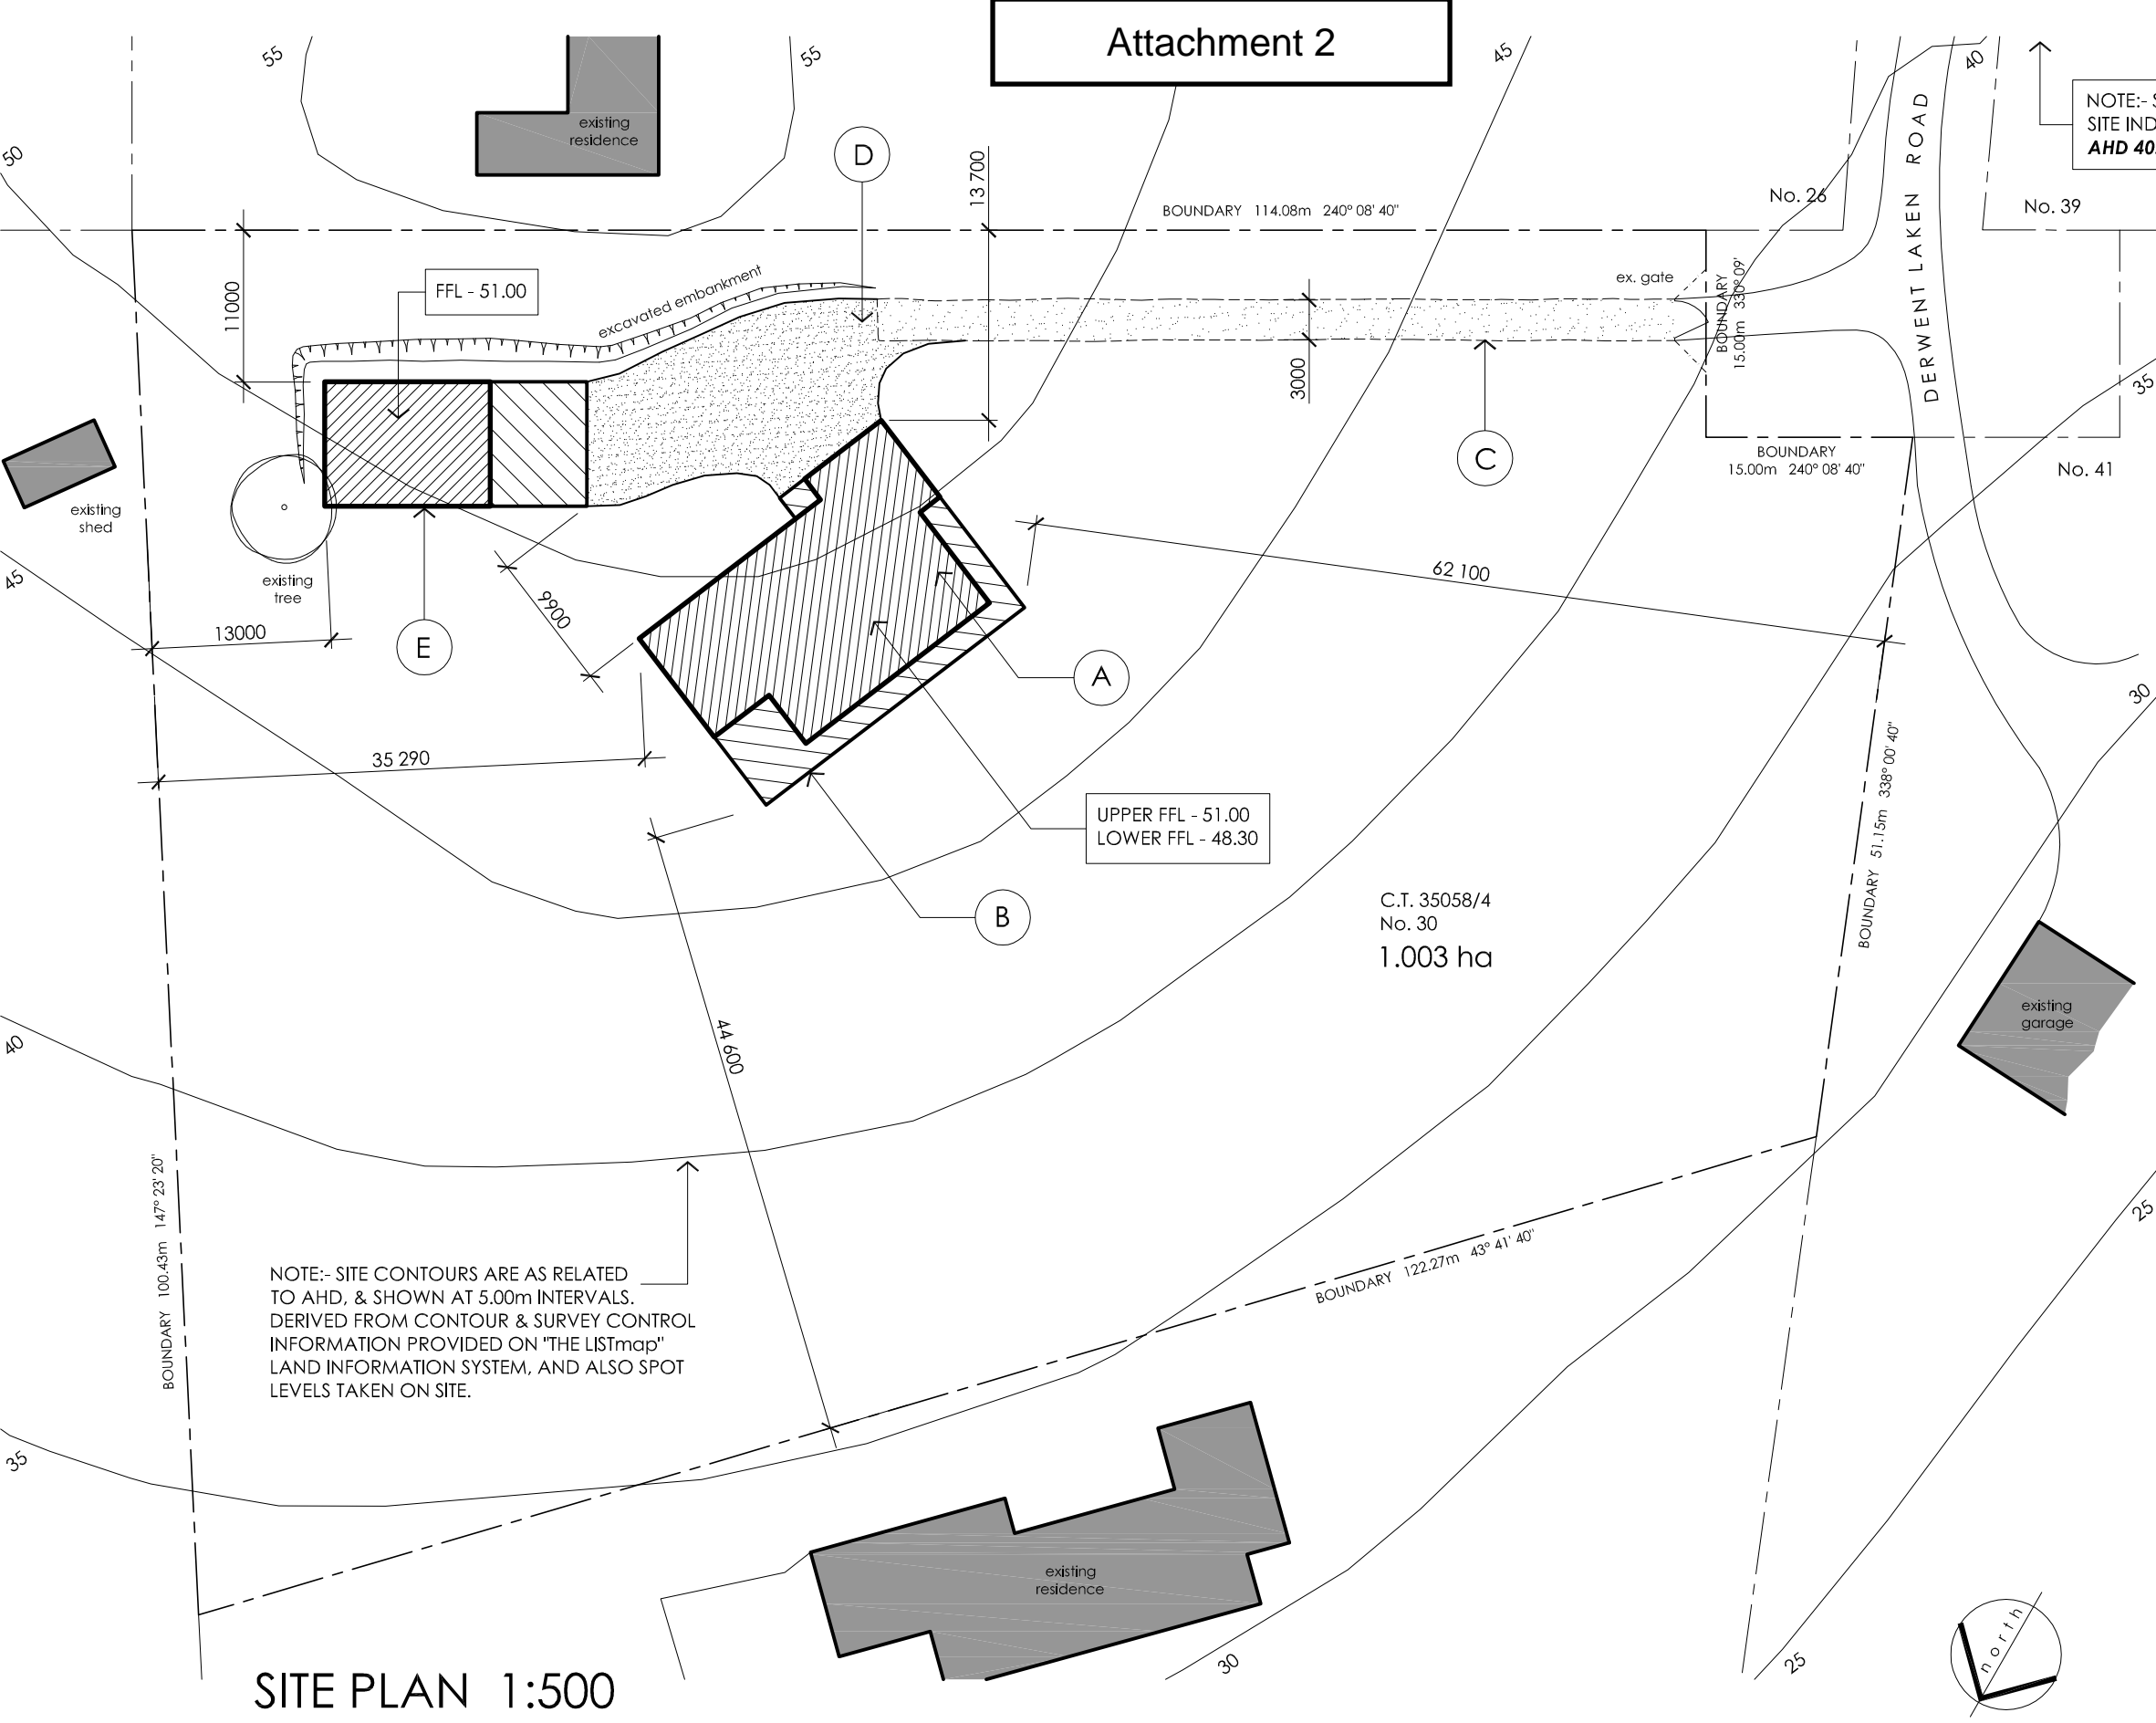 Attachment 2
55
55
45
40
50
existing
residence
D
13 700
BOUNDARY 114.08m 240° 08' 40"
No. 26
DERWENTLAKEN ROAD
No. 39
NOTE:- S
SITE IND
AHD 40.
11000
FFL - 51.00
excavated embankment
ex. gate
BOUNDARY
15.00m 330° 09'
3000
35
C
BOUNDARY
15.00m 240° 08' 40"
No. 41
existing
shed
existing
tree
45
13000
E
9900
62 100
A
30
35 290
UPPER FFL - 51.00
LOWER FFL - 48.30
BOUNDARY 51.15m 338° 00' 40"
B
C.T. 35058/4
No. 30
1.003 ha
existing
garage
40
44 600
BOUNDARY 100.43m 147° 23' 20"
25
NOTE:- SITE CONTOURS ARE AS RELATED
TO AHD, & SHOWN AT 5.00m INTERVALS.
DERIVED FROM CONTOUR & SURVEY CONTROL
INFORMATION PROVIDED ON "THE LISTmap"
LAND INFORMATION SYSTEM, AND ALSO SPOT
LEVELS TAKEN ON SITE.
BOUNDARY 122.27m 43° 41' 40"
35
existing
residence
30
25
north
SITE PLAN 1:500